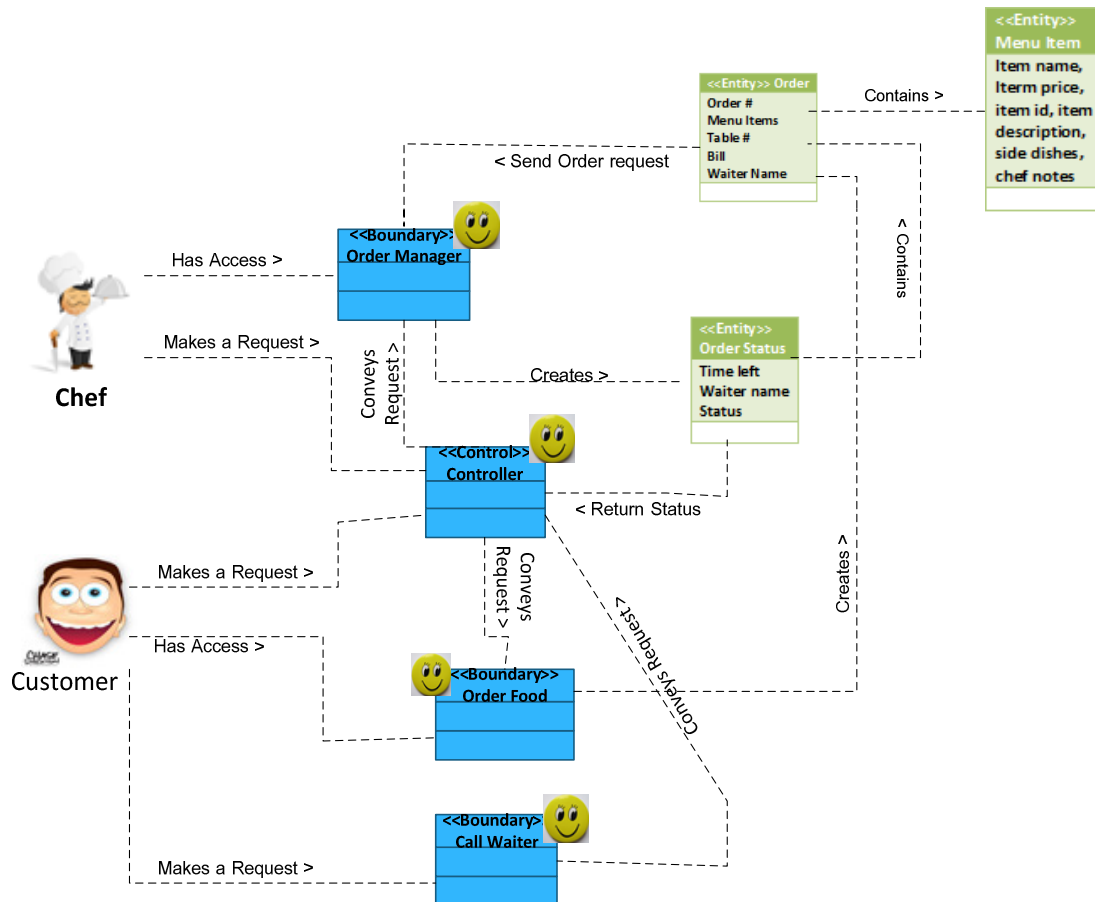 <<Entity>>
Menu Item
Item name,
Iterm price,
item id, item
description,
side dishes,
chef notes
<<Entity>> Order
Order #
Menu Items
Table #
Bill
Waiter Name
Contains >
< Send Order request
<<Boundary>>
Order Manager
Has Access >
< Contains
Makes a Request >
Chef
Conveys
Request >
Creates >
<<Entity>>
Order Status
Time left
Waiter name
Status
<<Control>>
Controller
< Return Status
Makes a Request >
Conveys
Request >
Creates >
Has Access >
Customer
Conveys Request >
<<Boundary>>
Order Food
<<Boundary>>
Call Waiter
Makes a Request >